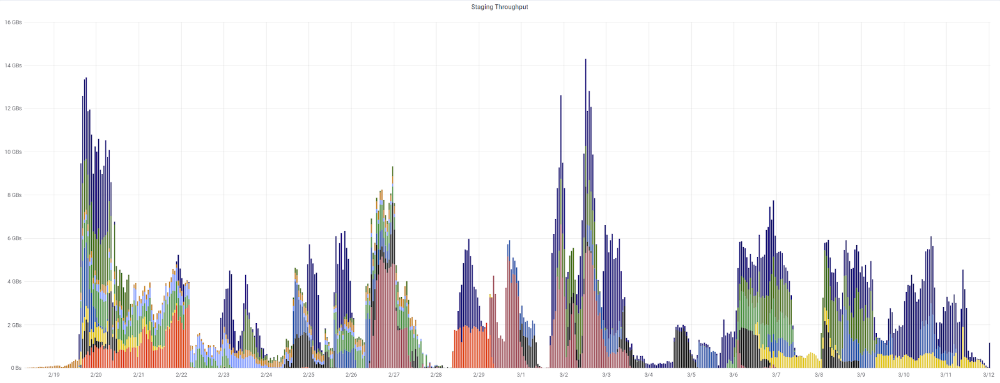 Staging Throughput
16 GBs
14 GBs
12 GBs
10 GBs
8 GBs
6 GBs
4 GBs
2 GBs
0 Bs
2/19 2/20 2/21 2/22 2/23 2/24 2/25 2/26 2/27 2/28 2/29 3/1 3/2 3/3 3/4 3/5 3/6 3/7 3/8 3/9 3/10 3/11 3/12